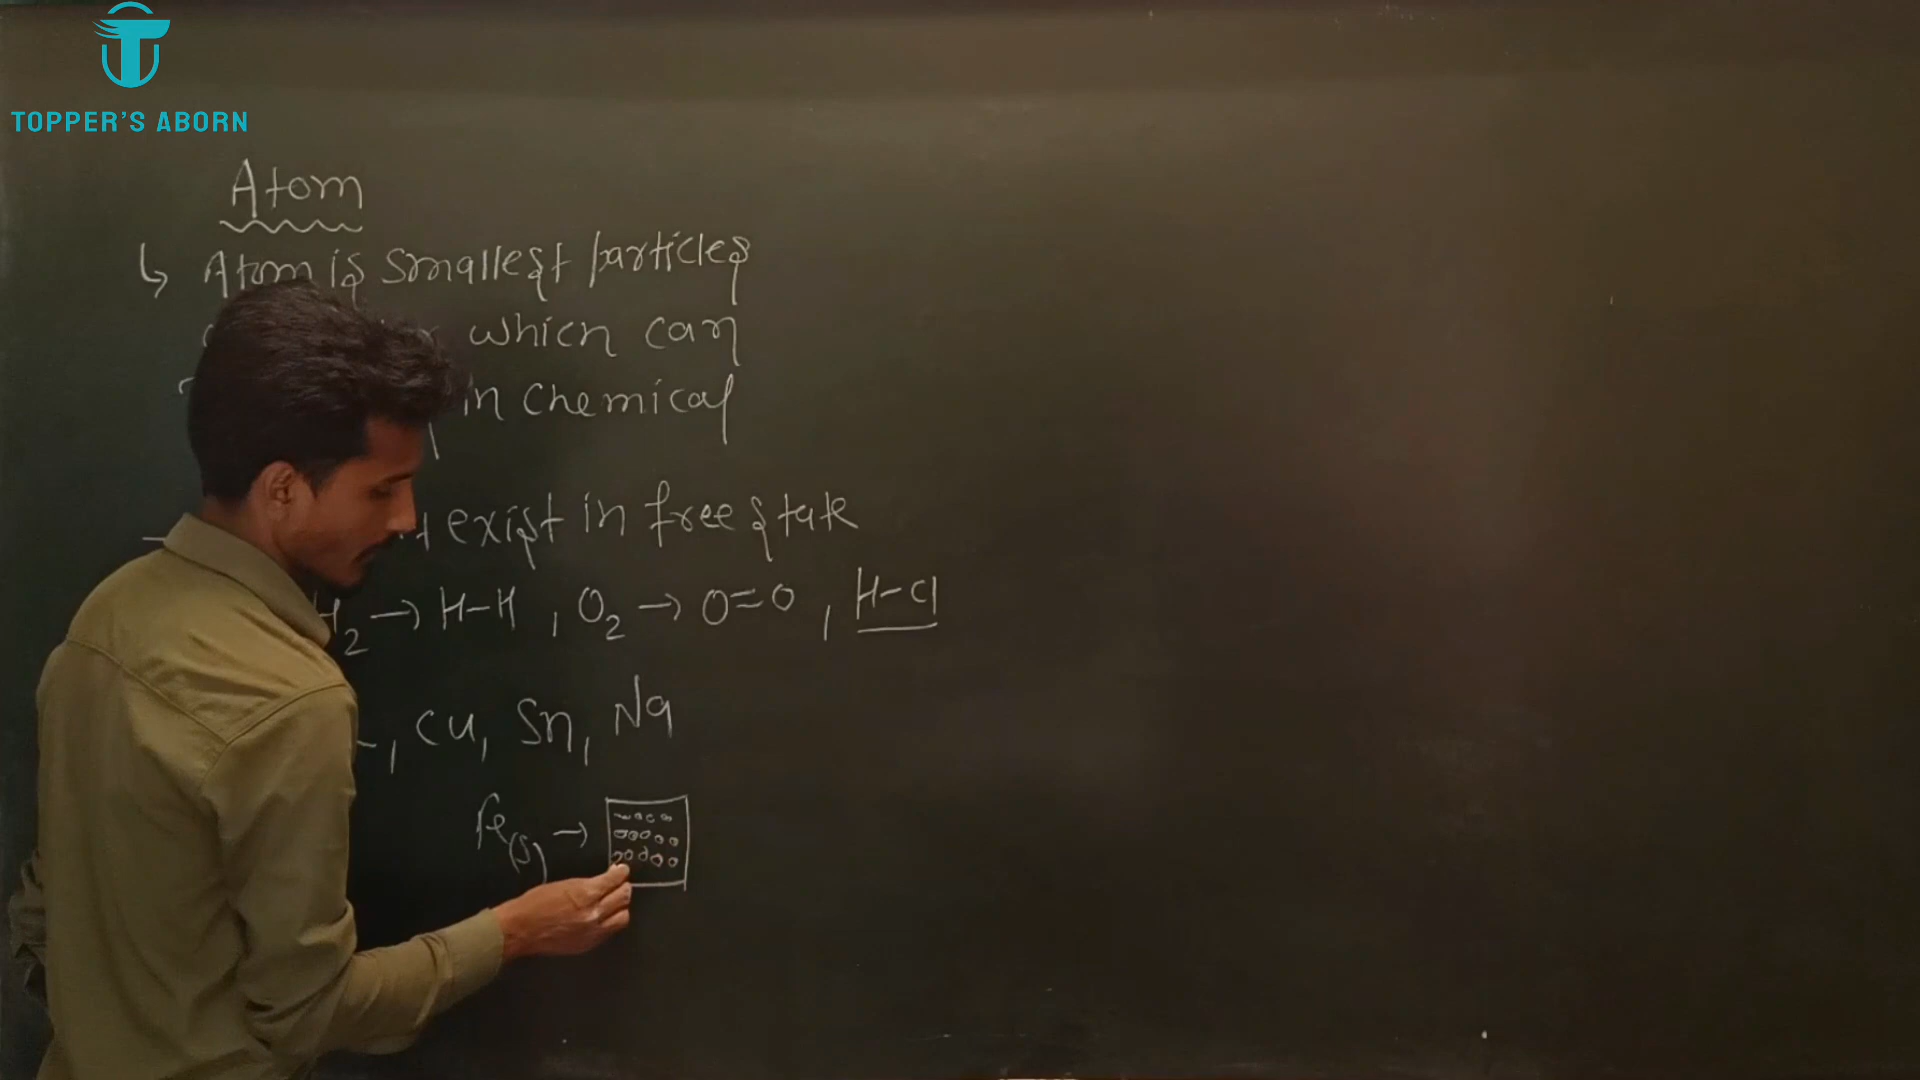 TOPPER'S ABORN
Atom
↳ Atom is smallest particles
which can
in chemical
exist in free state
H2 → H-H , O2 → O=O , H-Cl
, Cu, Sn, Na
Fe(s) →